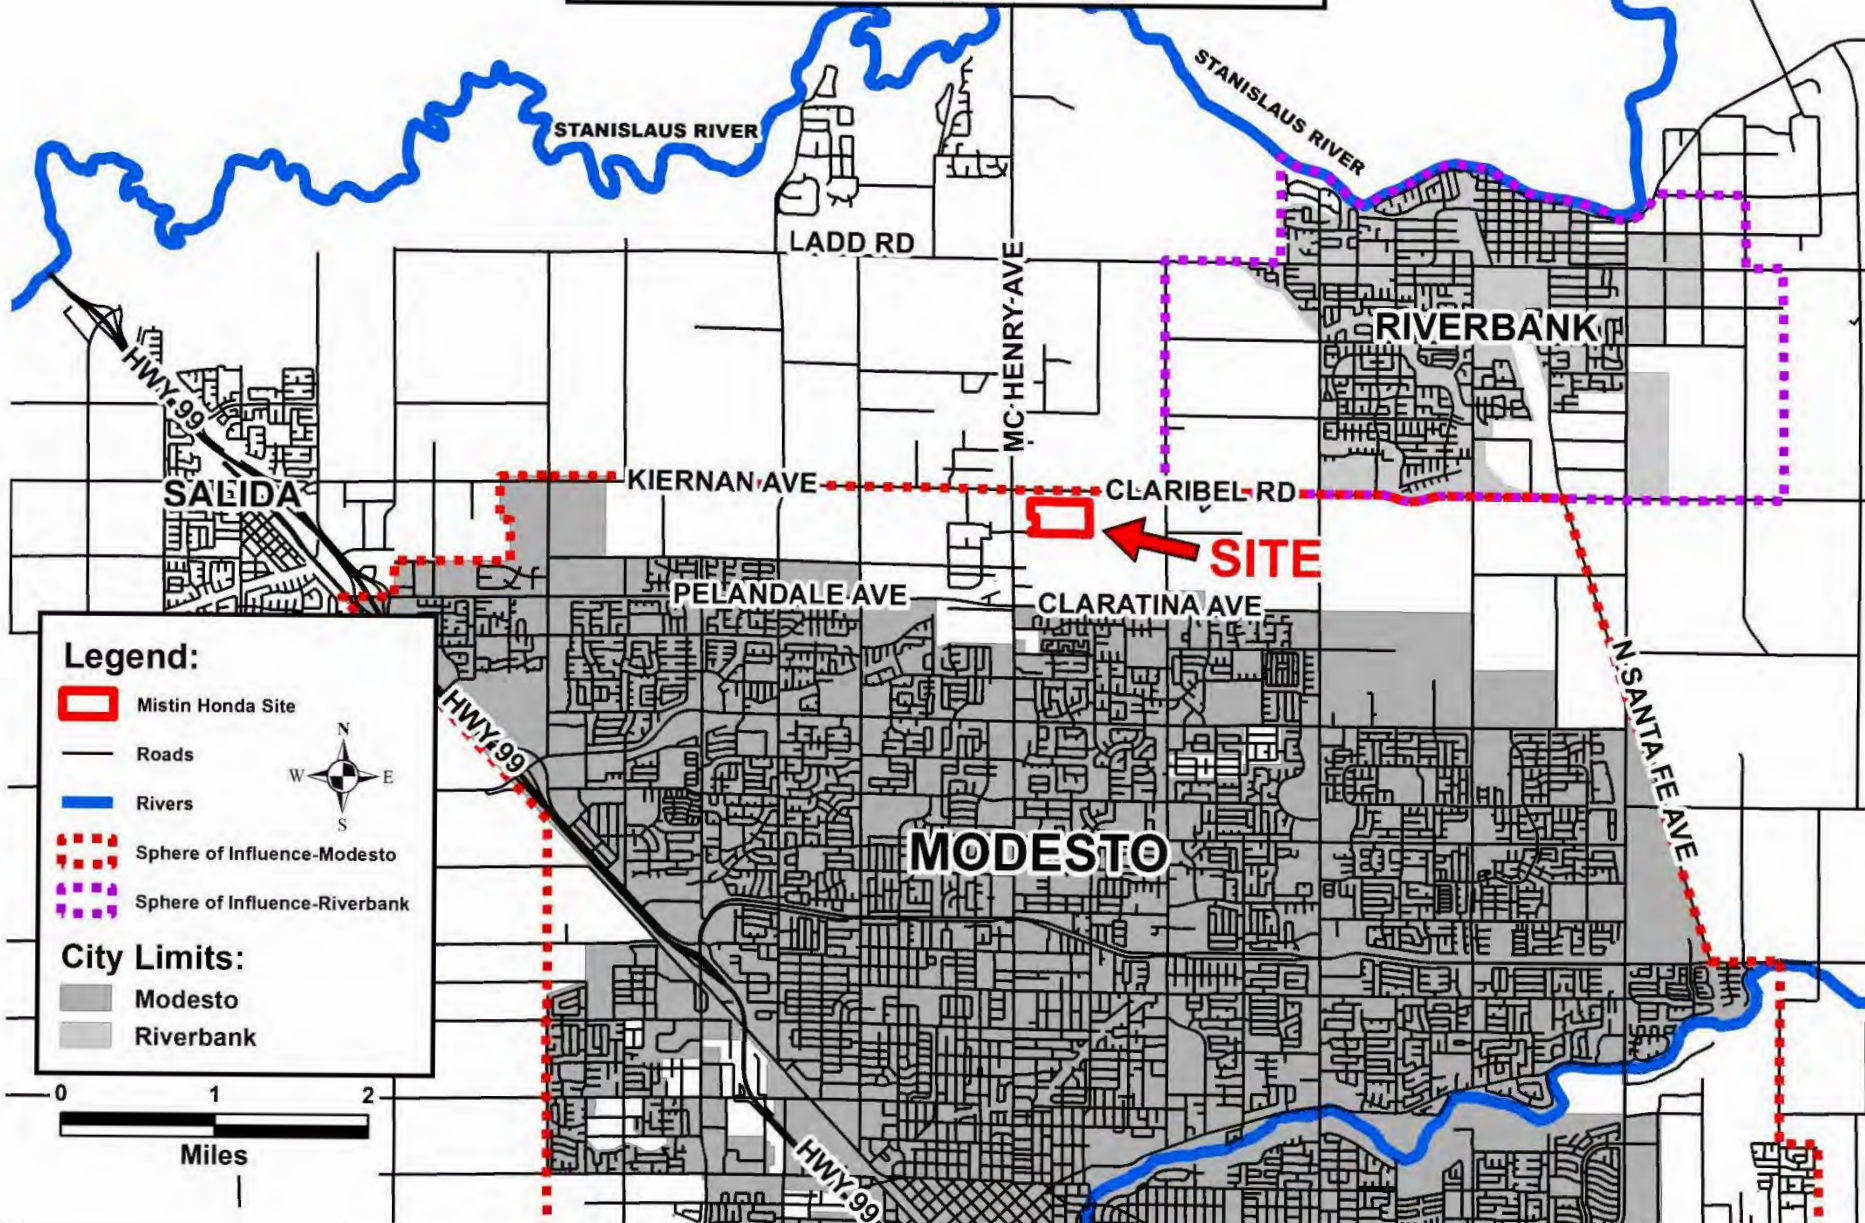 STANISLAUS RIVER
STANISLAUS RIVER
LADD RD
MC HENRY AVE
RIVERBANK
HWY 99
SALIDA
KIERNAN AVE
CLARIBEL RD
SITE
PELANDALE AVE
CLARATINA AVE
Legend:
Mistin Honda Site
Roads
Rivers
Sphere of Influence-Modesto
Sphere of Influence-Riverbank
N
W
E
S
City Limits:
Modesto
Riverbank
HWY 99
N SANTA FE AVE
MODESTO
0 1 2
Miles
HWY 99